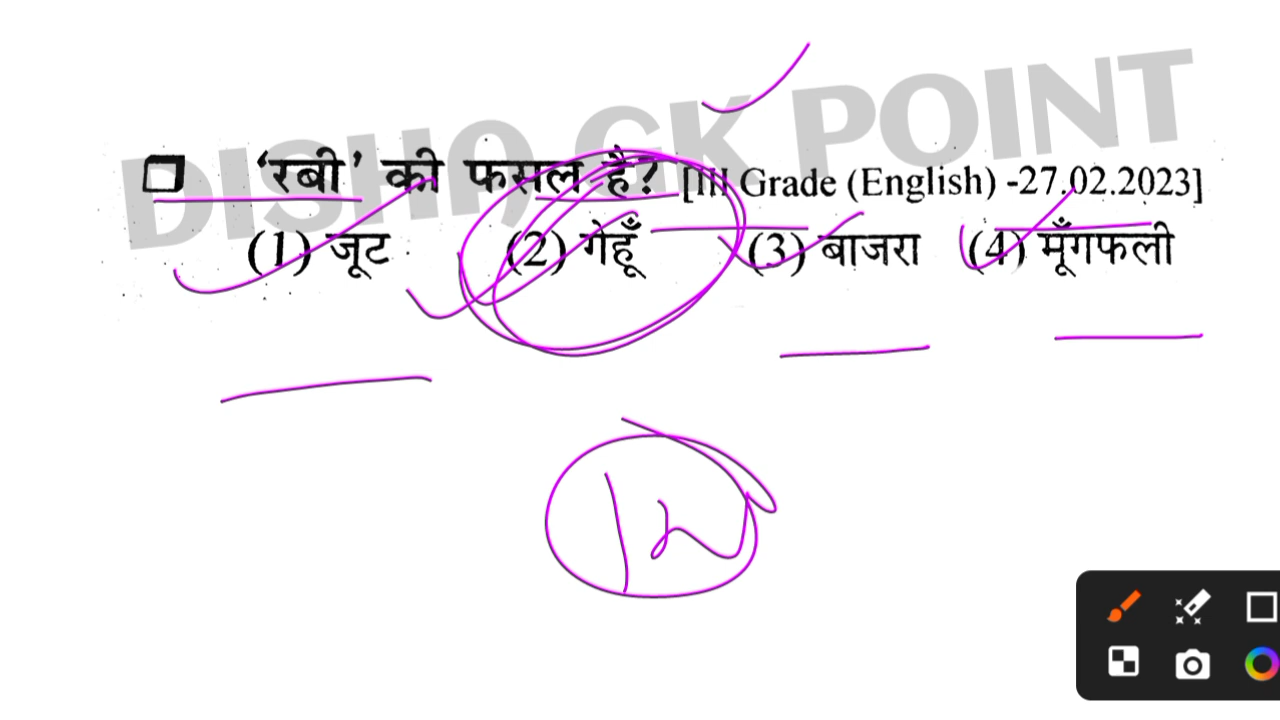 DISHA GK POINT
'रबी' की फसल है? [III Grade (English) -27.02.2023]
(1) जूट (2) गेहूँ (3) बाजरा (4) मूँगफली